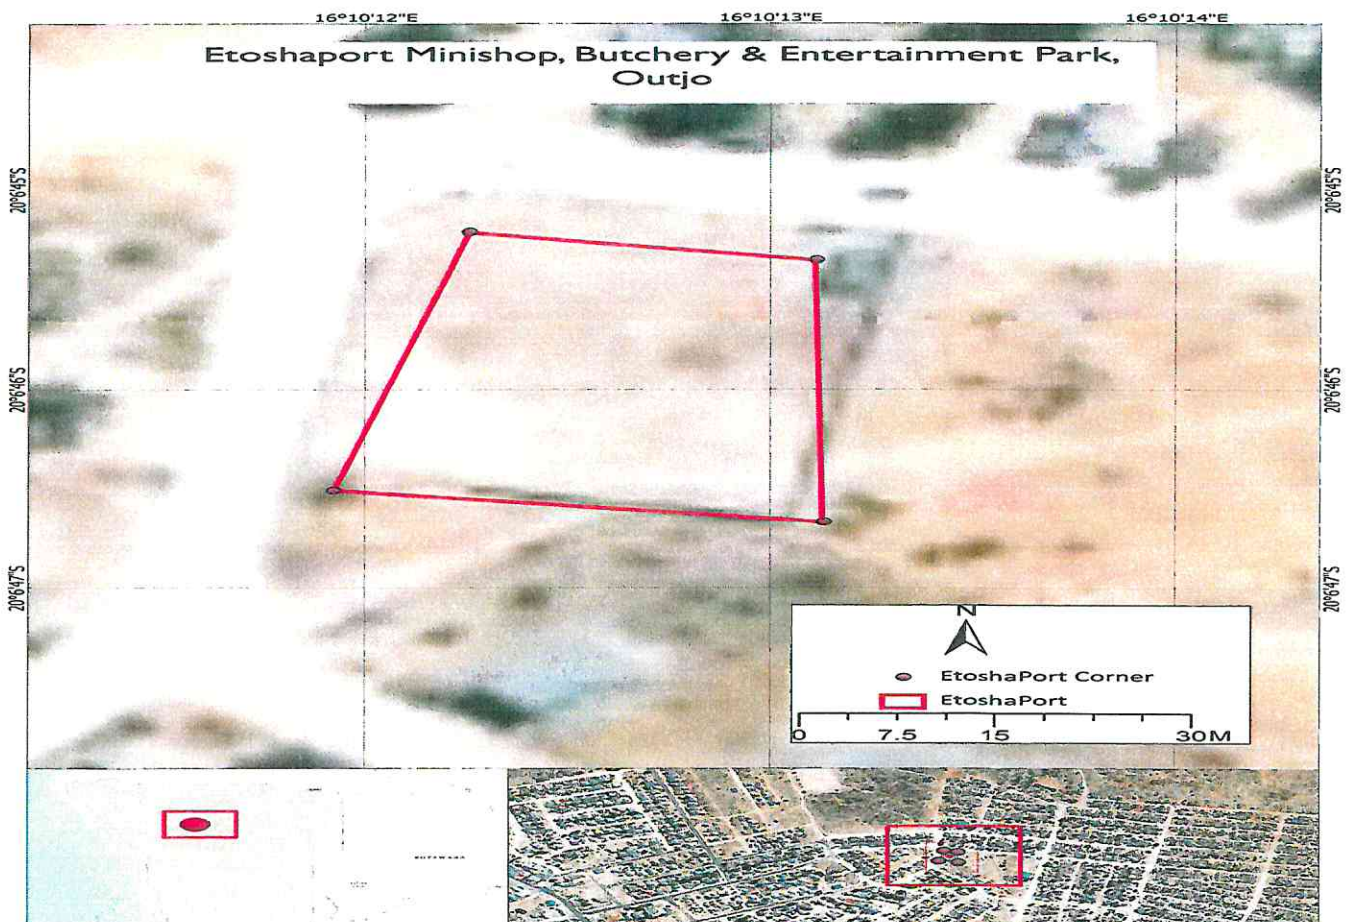 16°10'12"E 16°10'13"E 16°10'14"E
Etoshaport Minishop, Butchery & Entertainment Park,
Outjo
20°6'45"S 20°6'45"S
20°6'46"S 20°6'46"S
20°6'47"S 20°6'47"S
N
EtoshaPort Corner
EtoshaPort
0 7.5 15 30M
BOTSWANA